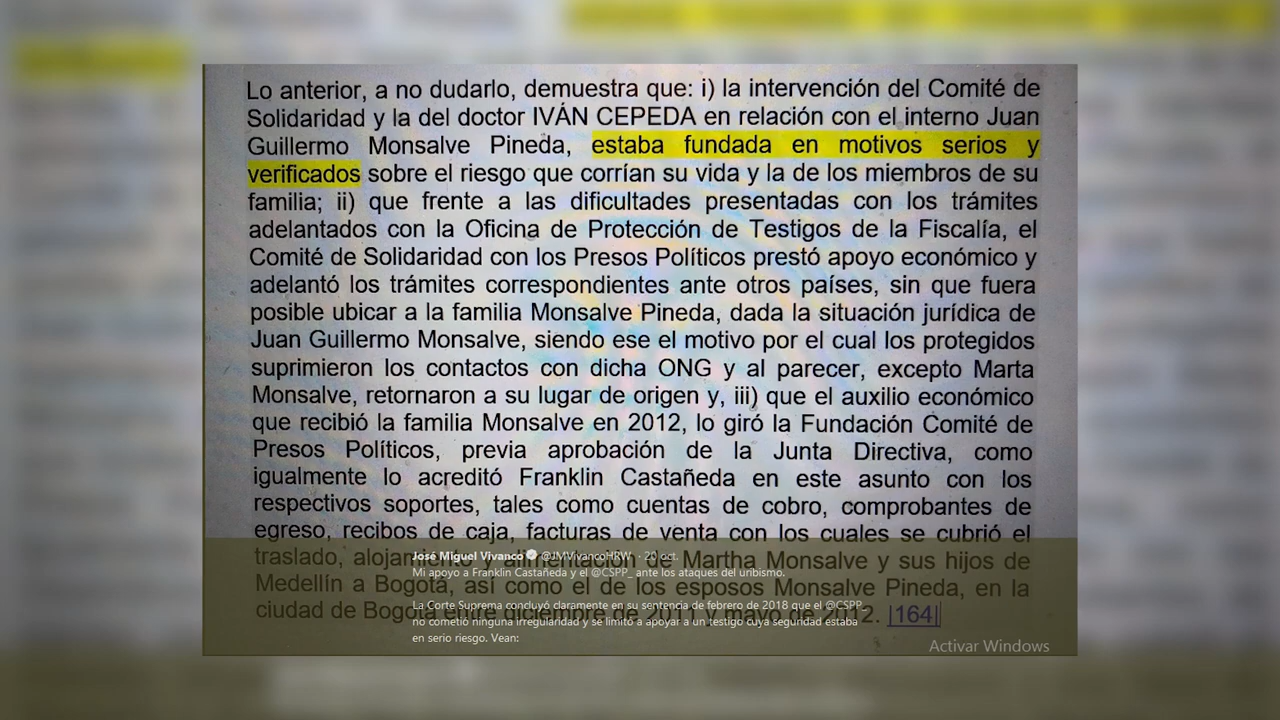 Lo anterior, a no dudarlo, demuestra que: i) la intervención del Comité de
Solidaridad y la del doctor IVÁN CEPEDA en relación con el interno Juan
Guillermo Monsalve Pineda, estaba fundada en motivos serios y
verificados sobre el riesgo que corrían su vida y la de los miembros de su
familia; ii) que frente a las dificultades presentadas con los trámites
adelantados con la Oficina de Protección de Testigos de la Fiscalía, el
Comité de Solidaridad con los Presos Políticos prestó apoyo económico y
adelantó los trámites correspondientes ante otros países, sin que fuera
posible ubicar a la familia Monsalve Pineda, dada la situación jurídica de
Juan Guillermo Monsalve, siendo ese el motivo por el cual los protegidos
suprimieron los contactos con dicha ONG y al parecer, excepto Marta
Monsalve, retornaron a su lugar de origen y, iii) que el auxilio económico
que recibió la familia Monsalve en 2012, lo giró la Fundación Comité de
Presos Políticos, previa aprobación de la Junta Directiva, como
igualmente lo acreditó Franklin Castañeda en este asunto con los
respectivos soportes, tales como cuentas de cobro, comprobantes de
egreso, recibos de caja, facturas de venta con los cuales se cubrió el
traslado, alojamiento y alimentación de Martha Monsalve y sus hijos de
Medellín a Bogotá, así como el de los esposos Monsalve Pineda, en la
ciudad de Bogotá entre diciembre de 2011 y mayo de 2012. [164]
José Miguel Vivanco @JMVivancoHRW · 20 oct.
Mi apoyo a Franklin Castañeda y el @CSPP_ ante los ataques del uribismo.
La Corte Suprema concluyó claramente en su sentencia de febrero de 2018 que el @CSPP_
no cometió ninguna irregularidad y se limitó a apoyar a un testigo cuya seguridad estaba
en serio riesgo. Vean:
Activar Windows